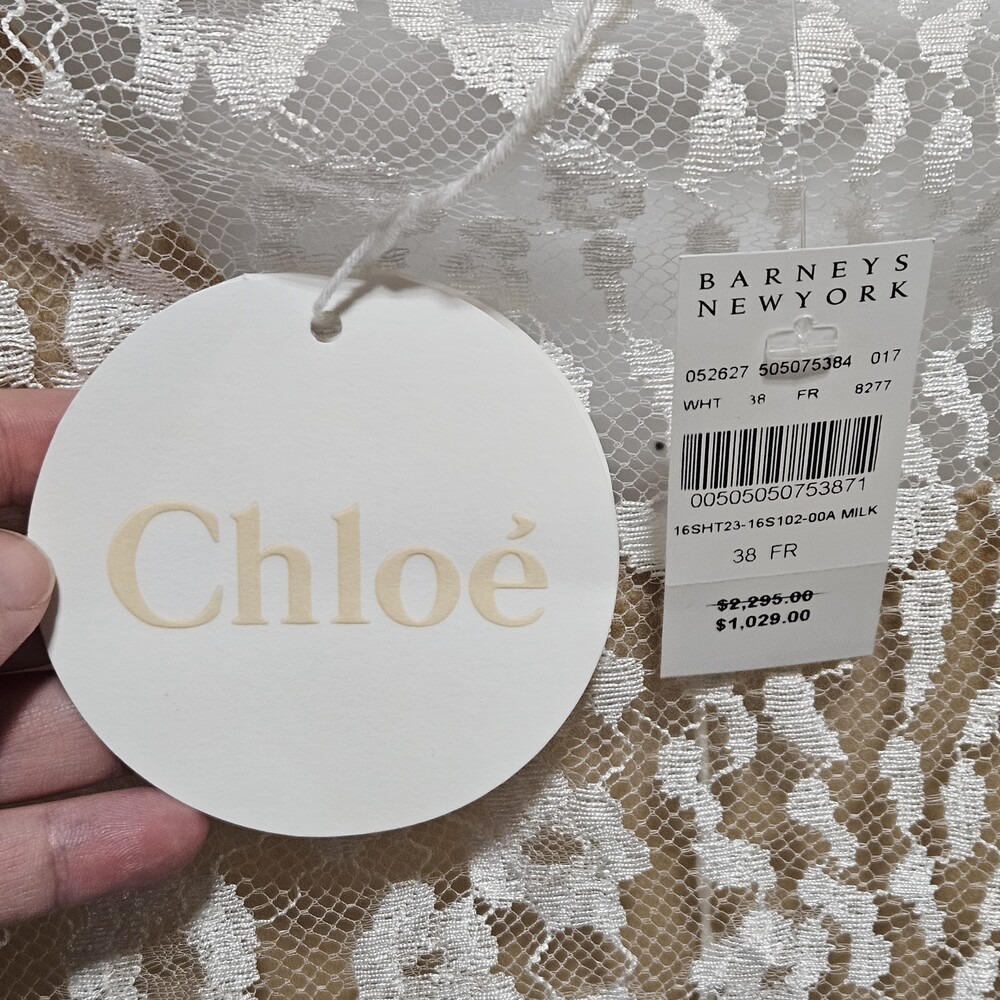 Chloé
BARNEYS
NEWYORK
052627 505075384 017
WHT 38 FR 8277
00505050753871
16SHT23-16S102-00A MILK
38 FR
$2,295.00
$1,029.00